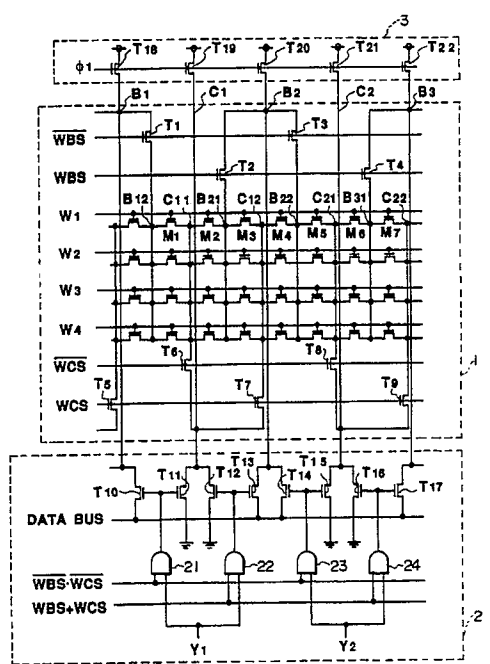 3
T18 T19 T20 T21 T22
φ1
B1 C1 B2 C2 B3
T1 T3
WBS
T2 T4
WBS
B12 C11 B21 C12 B22 C21 B31 C22
W1
M1 M2 M3 M4 M5 M6 M7
W2
W3
W4
T6 T8
WCS
T5 T7 T9
WCS
1
T10 T11 T12 T13 T14 T15 T16 T17
DATA BUS
21 22 23 24
WBS·WCS
WBS+WCS
2
Y1 Y2